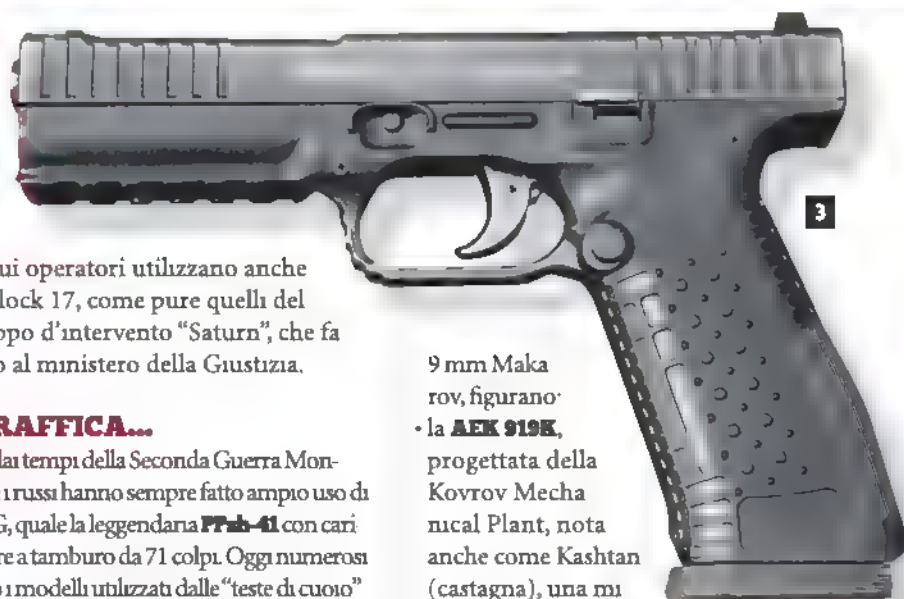 3
ui operatori utilizzano anche
lock 17, come pure quelli del
ppo d'intervento "Saturn", che fa
o al ministero della Giustizia.
RAFFICA...
dai tempi della Seconda Guerra Mon-
e i russi hanno sempre fatto ampio uso di
G, quale la leggendaria PPsh-41 con cari
re a tamburo da 71 colpi. Oggi numerosi
o i modelli utilizzati dalle "teste di cuoio"
9 mm Maka
rov, figurano·
• la AEK 919K,
progettata della
Kovrov Mecha
nical Plant, nota
anche come Kashtan
(castagna), una mi